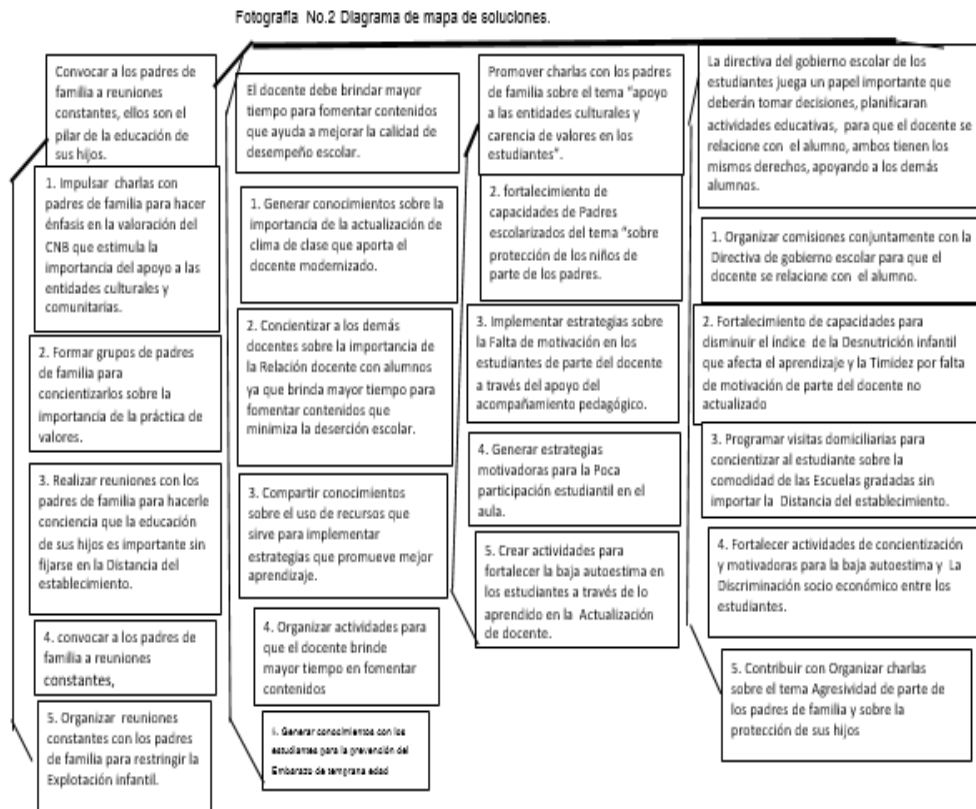 Fotografía No.2 Diagrama de mapa de soluciones.
Convocar a los padres de
familia a reuniones
constantes, ellos son el
pilar de la educación de
sus hijos.
1. Impulsar charlas con
padres de familia para hacer
énfasis en la valoración del
CNB que estimula la
importancia del apoyo a las
entidades culturales y
comunitarias.
2. Formar grupos de padres
de familia para
concientizarlos sobre la
importancia de la práctica de
valores.
3. Realizar reuniones con los
padres de familia para hacerle
conciencia que la educación
de sus hijos es importante sin
fijarse en la Distancia del
establecimiento.
4. convocar a los padres de
familia a reuniones
constantes,
5. Organizar reuniones
constantes con los padres
de familia para restringir la
Explotación infantil.
El docente debe brindar mayor
tiempo para fomentar contenidos
que ayuda a mejorar la calidad de
desempeño escolar.
1. Generar conocimientos sobre la
importancia de la actualización de
clima de clase que aporta el
docente modernizado.
2. Concientizar a los demás
docentes sobre la importancia de
la Relación docente con alumnos
ya que brinda mayor tiempo para
fomentar contenidos que
minimiza la deserción escolar.
3. Compartir conocimientos
sobre el uso de recursos que
sirve para implementar
estrategias que promueve mejor
aprendizaje.
4. Organizar actividades para
que el docente brinde
mayor tiempo en fomentar
contenidos
Generar conocimientos con los
estudiantes para la prevención del
Embarazo de temprana edad
Promover charlas con los padres
de familia sobre el tema "apoyo
a las entidades culturales y
carencia de valores en los
estudiantes".
2. fortalecimiento de
capacidades de Padres
escolarizados del tema "sobre
protección de los niños de
parte de los padres.
3. Implementar estrategias sobre
la Falta de motivación en los
estudiantes de parte del docente
a través del apoyo del
acompañamiento pedagógico.
4. Generar estrategias
motivadoras para la Poca
participación estudiantil en el
aula.
5. Crear actividades para
fortalecer la baja autoestima en
los estudiantes a través de lo
aprendido en la Actualización
de docente.
La directiva del gobierno escolar de los
estudiantes juega un papel importante que
deberán tomar decisiones, planificaran
actividades educativas, para que el docente se
relacione con el alumno, ambos tienen los
mismos derechos, apoyando a los demás
alumnos.
1. Organizar comisiones conjuntamente con la
Directiva de gobierno escolar para que el
docente se relacione con el alumno.
2. Fortalecimiento de capacidades para
disminuir el índice de la Desnutrición infantil
que afecta el aprendizaje y la Timidez por falta
de motivación de parte del docente no
actualizado
3. Programar visitas domiciliarias para
concientizar al estudiante sobre la
comodidad de las Escuelas gradadas sin
importar la Distancia del establecimiento.
4. Fortalecer actividades de concientización
y motivadoras para la baja autoestima y La
Discriminación socio económico entre los
estudiantes.
5. Contribuir con Organizar charlas
sobre el tema Agresividad de parte de
los padres de familia y sobre la
protección de sus hijos